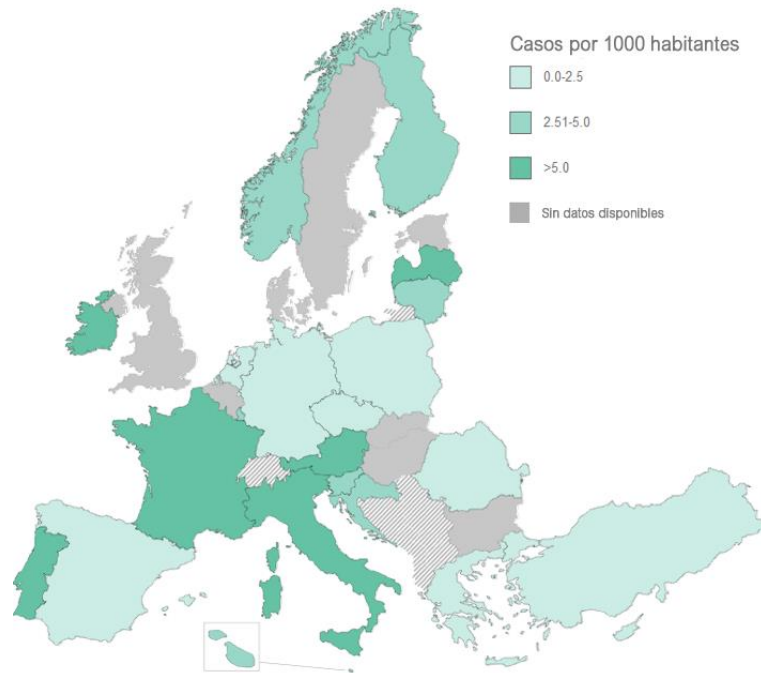 Casos por 1000 habitantes
0.0-2.5
2.51-5.0
>5.0
Sin datos disponibles